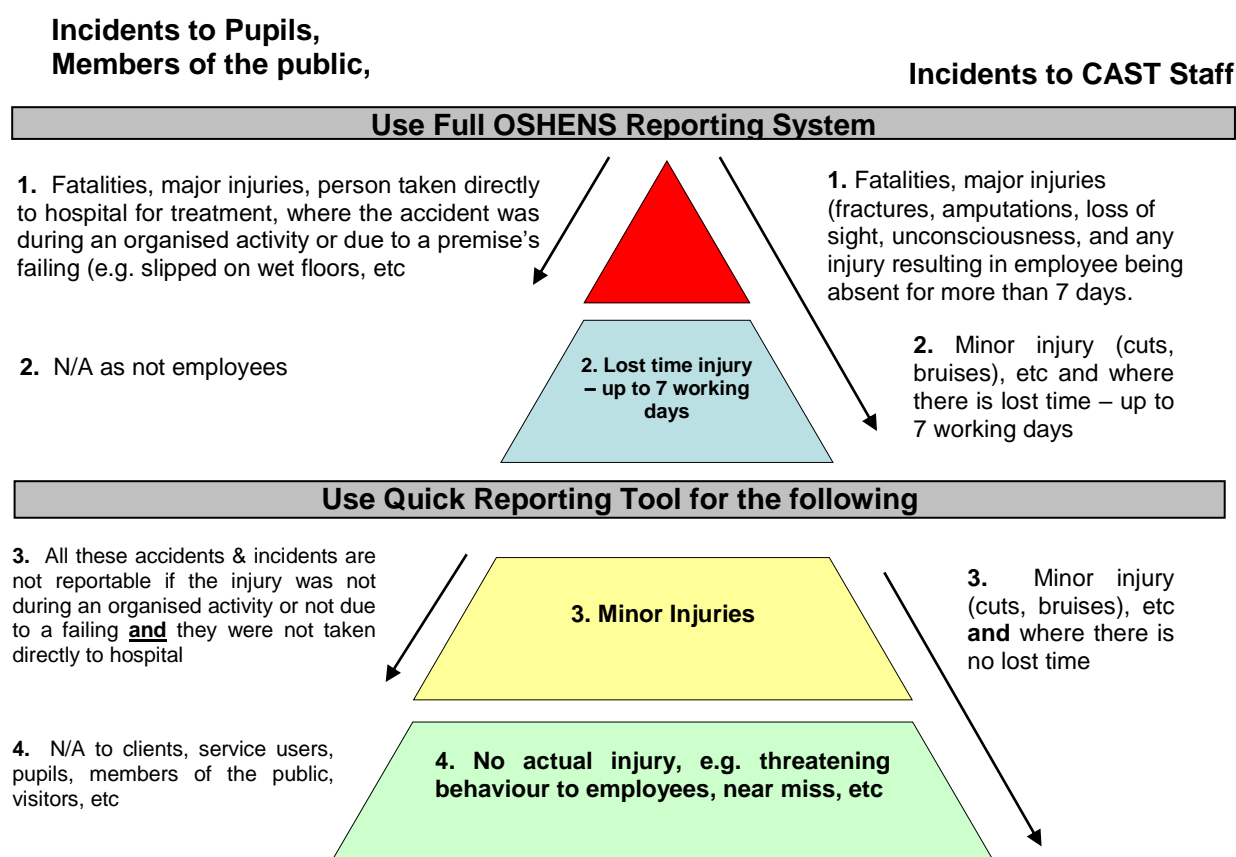 Incidents to Pupils,
Members of the public,
Incidents to CAST Staff
Use Full OSHENS Reporting System
1. Fatalities, major injuries, person taken directly
to hospital for treatment, where the accident was
during an organised activity or due to a premise's
failing (e.g. slipped on wet floors, etc
1. Fatalities, major injuries
(fractures, amputations, loss of
sight, unconsciousness, and any
injury resulting in employee being
absent for more than 7 days.
2. N/A as not employees
2. Lost time injury
– up to 7 working
days
2. Minor injury (cuts,
bruises), etc and where
there is lost time – up to
7 working days
Use Quick Reporting Tool for the following
3. All these accidents & incidents are
not reportable if the injury was not
during an organised activity or not due
to a failing and they were not taken
directly to hospital
3. Minor Injuries
3. Minor injury
(cuts, bruises), etc
and where there is
no lost time
4. N/A to clients, service users,
pupils, members of the public,
visitors, etc
4. No actual injury, e.g. threatening
behaviour to employees, near miss, etc